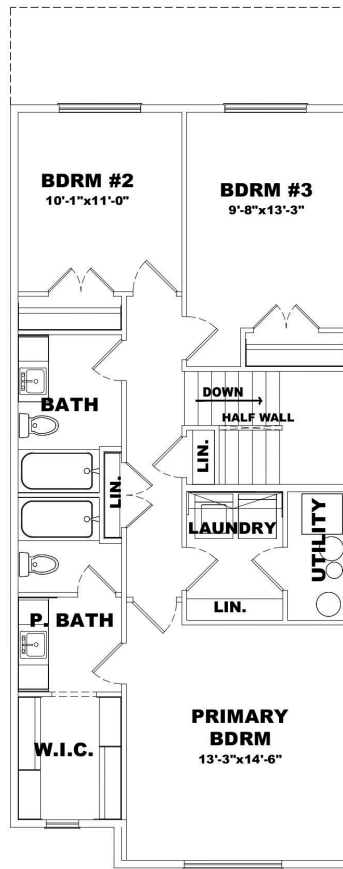 BDRM #2
10'-1"x11'-0"
BDRM #3
9'-8"x13'-3"
BATH
DOWN
HALF WALL
LIN.
LIN.
LAUNDRY
UTILITY
LIN.
P. BATH
W.I.C.
PRIMARY
BDRM
13'-3"x14'-6"